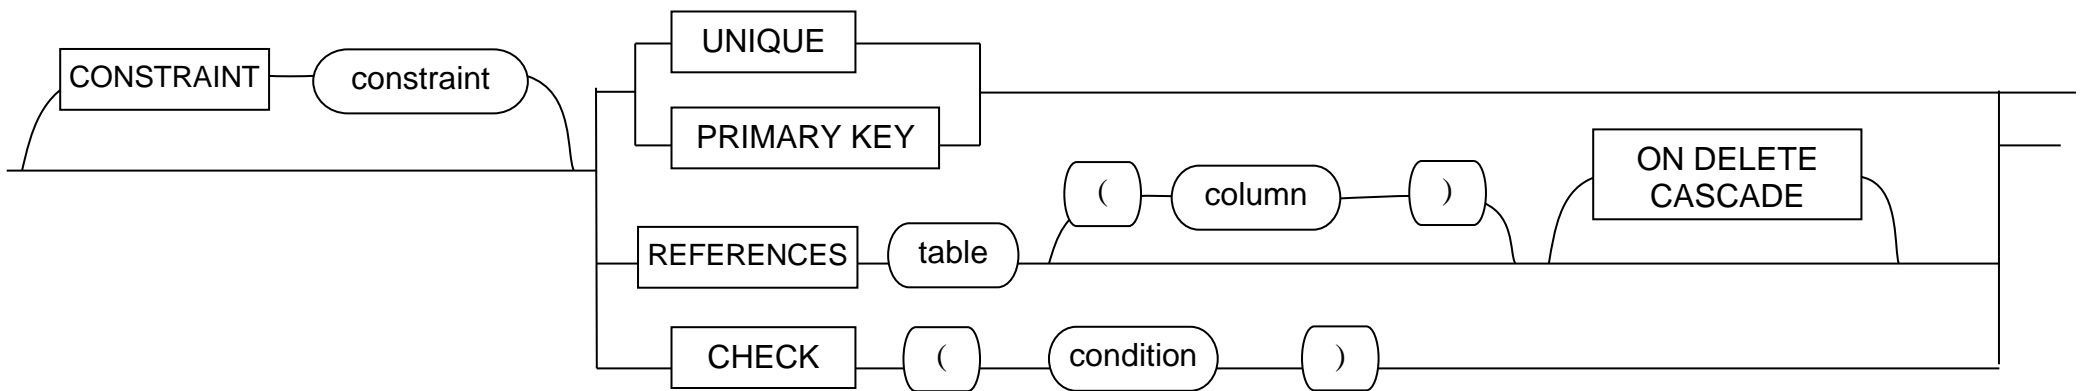 CONSTRAINT
constraint
UNIQUE
PRIMARY KEY
REFERENCES
table
(
column
)
ON DELETE
CASCADE
CHECK
(
condition
)